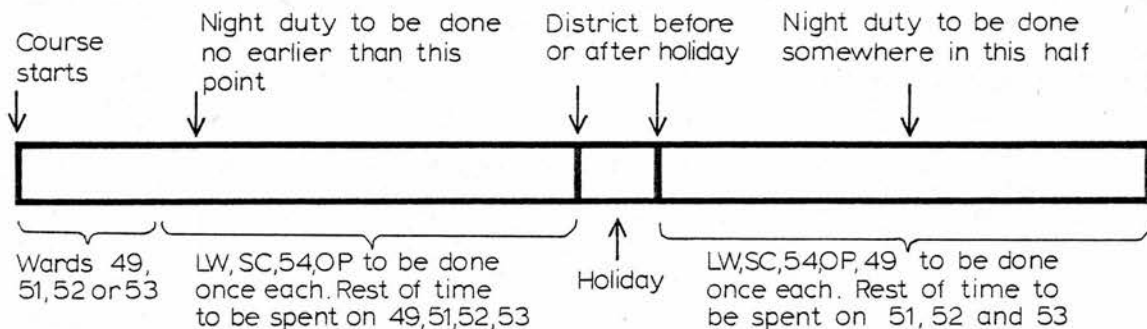 Course
starts
Night duty to be done
no earlier than this
point
District before
or after holiday
Night duty to be done
somewhere in this half
Wards 49,
51, 52 or 53
LW, SC, 54, OP to be done
once each. Rest of time
to be spent on 49, 51, 52, 53
Holiday
LW, SC, 54, OP, 49 to be done
once each. Rest of time to
be spent on 51, 52 and 53